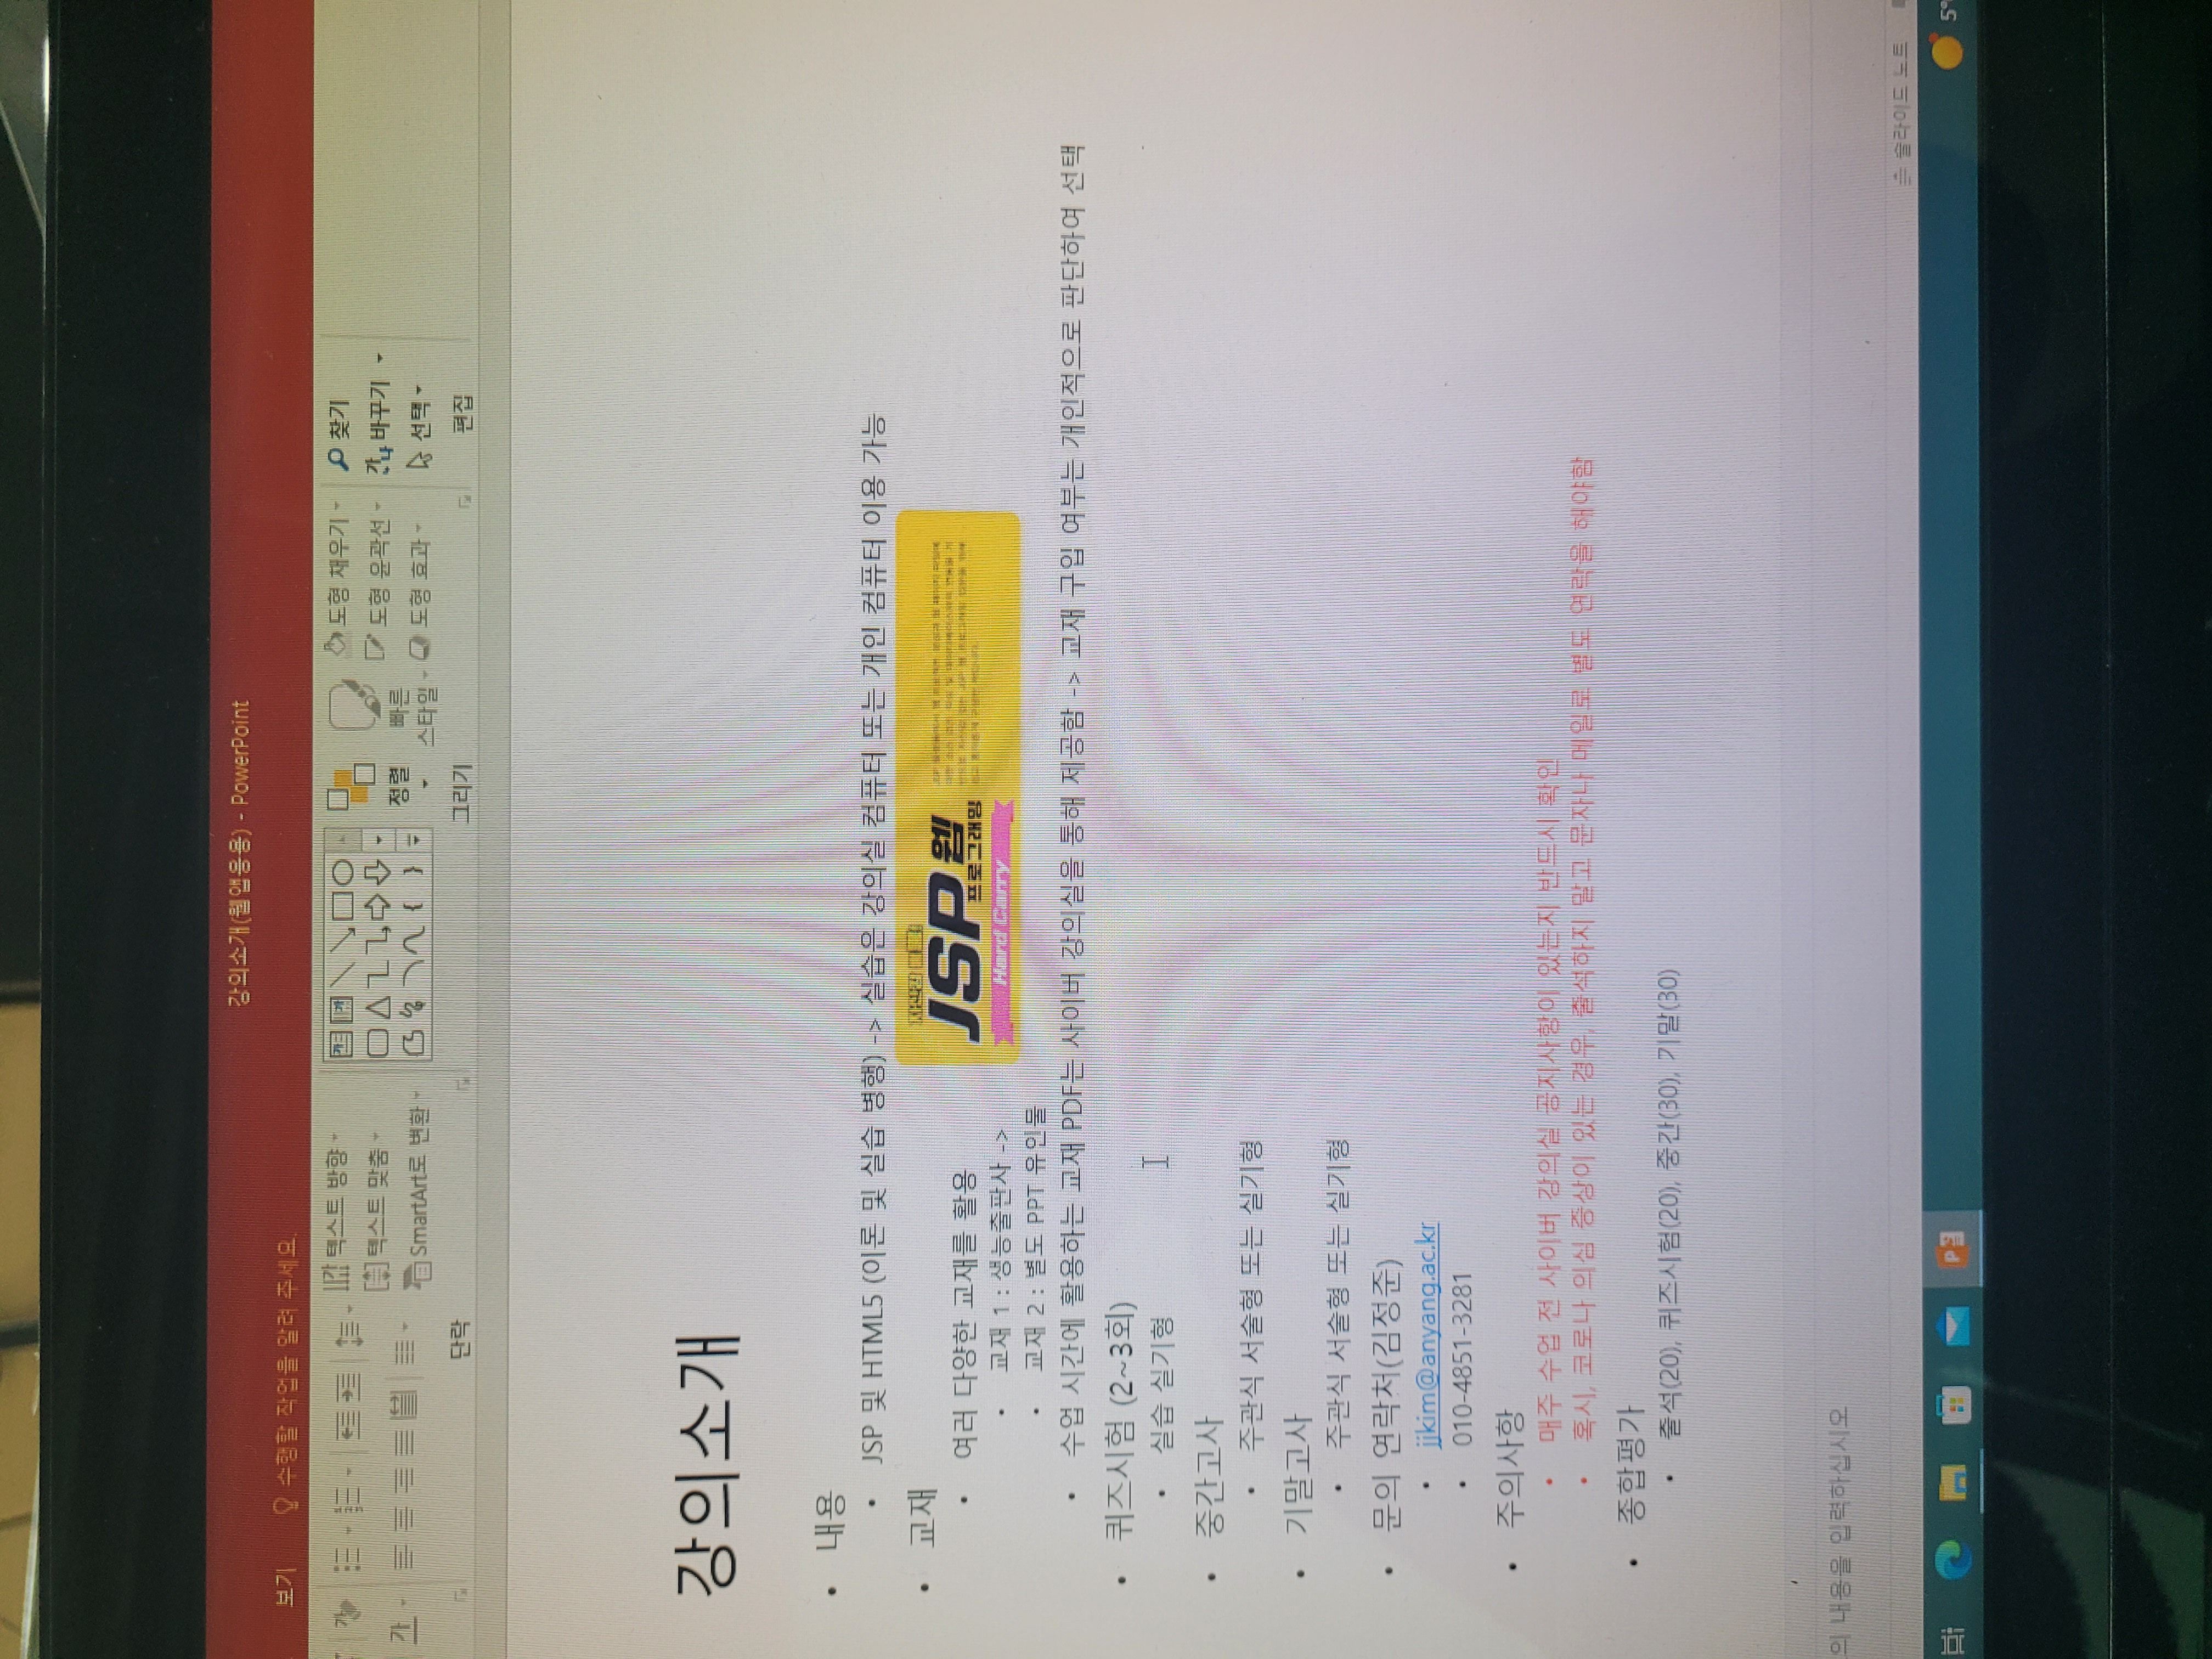 강의소개(웹앱응용) - PowerPoint
보기 수행할 작업을 알려 주세요.
텍스트 방향
텍스트 맞춤
SmartArt로 변환
단락
정렬
빠른
스타일
도형 채우기
도형 윤곽선
도형 효과
그리기
찾기
바꾸기
선택
편집
강의소개
• 내용
• JSP 및 HTML5 (이론 및 실습 병행) -> 실습은 강의실 컴퓨터 또는 개인 컴퓨터 이용 가능
• 교재
• 여러 다양한 교재를 활용
• 교재 1 : 생능출판사 ->
JSP 웹
프로그래밍
Hard Carry
• 교재 2 : 별도 PPT 유인물
• 수업 시간에 활용하는 교재 PDF는 사이버 강의실을 통해 제공함 -> 교재 구입 여부는 개인적으로 판단하여 선택
• 퀴즈시험 (2~3회)
• 실습 실기형
• 중간고사
• 주관식 서술형 또는 실기형
• 기말고사
• 주관식 서술형 또는 실기형
• 문의 연락처(김정준)
• jjkim@anyang.ac.kr
• 010-4851-3281
• 주의사항
• 매주 수업 전 사이버 강의실 공지사항이 있는지 반드시 확인
• 혹시, 코로나 의심 증상이 있는 경우, 출석하지 말고 문자나 메일로 별도 연락을 해야함
• 종합평가
• 출석(20), 퀴즈시험(20), 중간(30), 기말(30)
의 내용을 입력하십시오
슬라이드 노트
5°